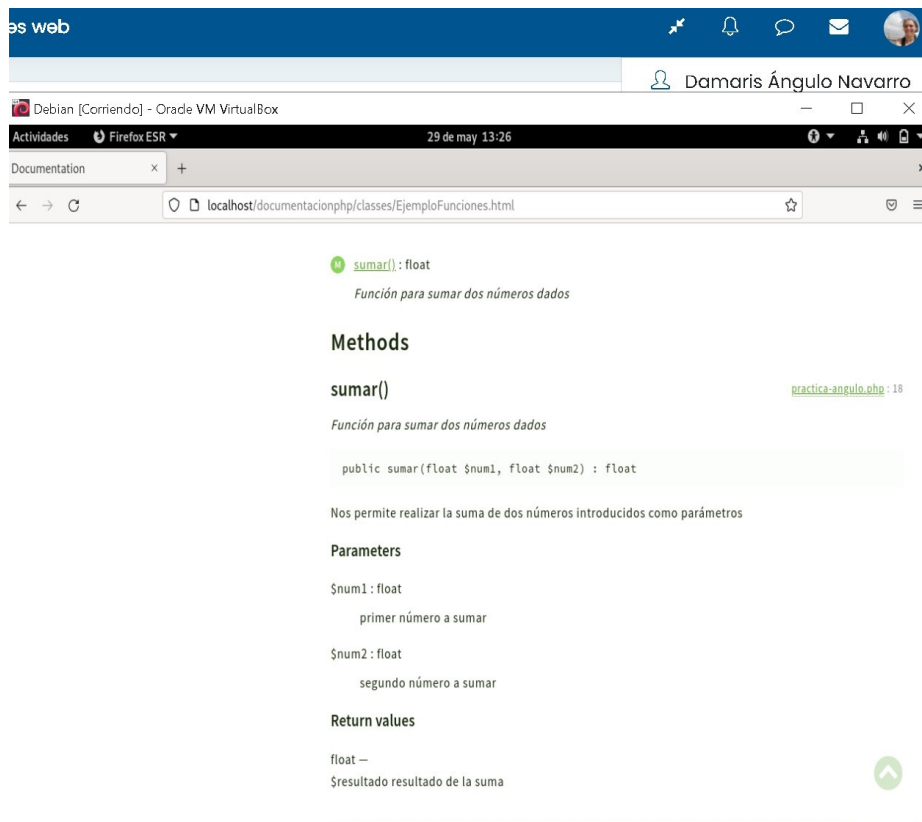 es web
Damaris Ángulo Navarro
Debian [Corriendo] - Oracle VM VirtualBox
Actividades Firefox ESR 29 de may 13:26
Documentation
localhost/documentacionphp/classes/EjemploFunciones.html
M sumar() : float
Función para sumar dos números dados
Methods
sumar() practica-angulo.php : 18
Función para sumar dos números dados
public sumar(float $num1, float $num2) : float
Nos permite realizar la suma de dos números introducidos como parámetros
Parameters
$num1 : float
primer número a sumar
$num2 : float
segundo número a sumar
Return values
float —
$resultado resultado de la suma